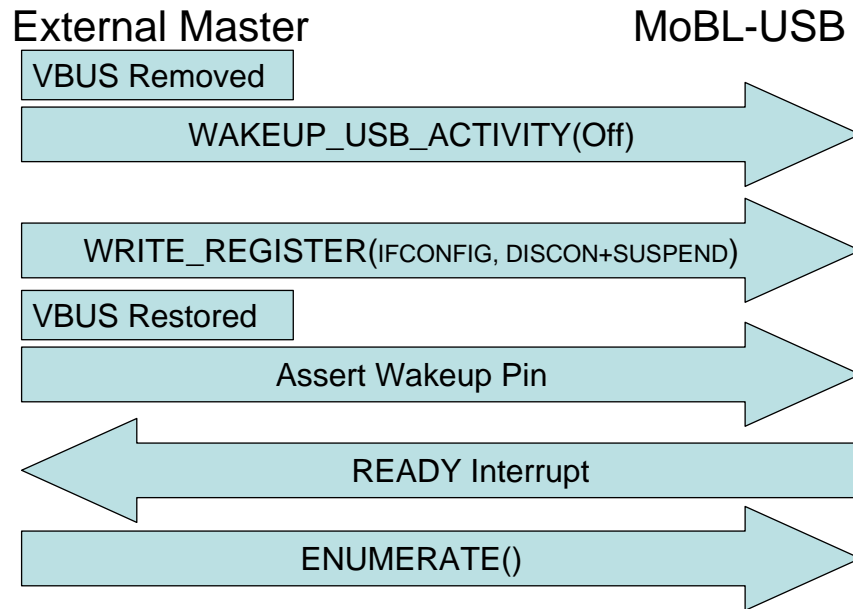 External Master MoBL-USB
VBUS Removed
WAKEUP_USB_ACTIVITY(Off)
WRITE_REGISTER(IFCONFIG, DISCON+SUSPEND)
VBUS Restored
Assert Wakeup Pin
READY Interrupt
ENUMERATE()